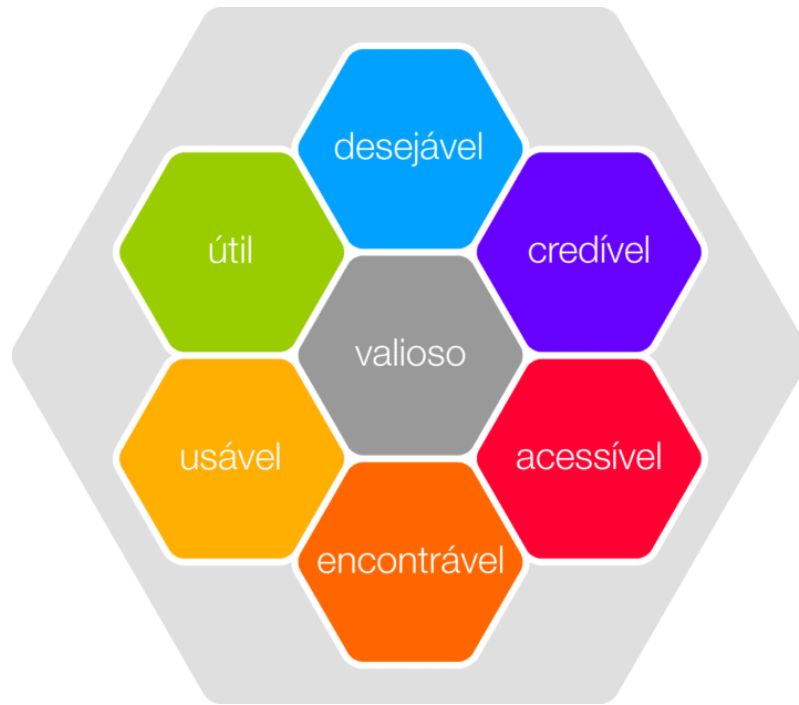 desejável
útil
credível
valioso
usável
acessível
encontrável